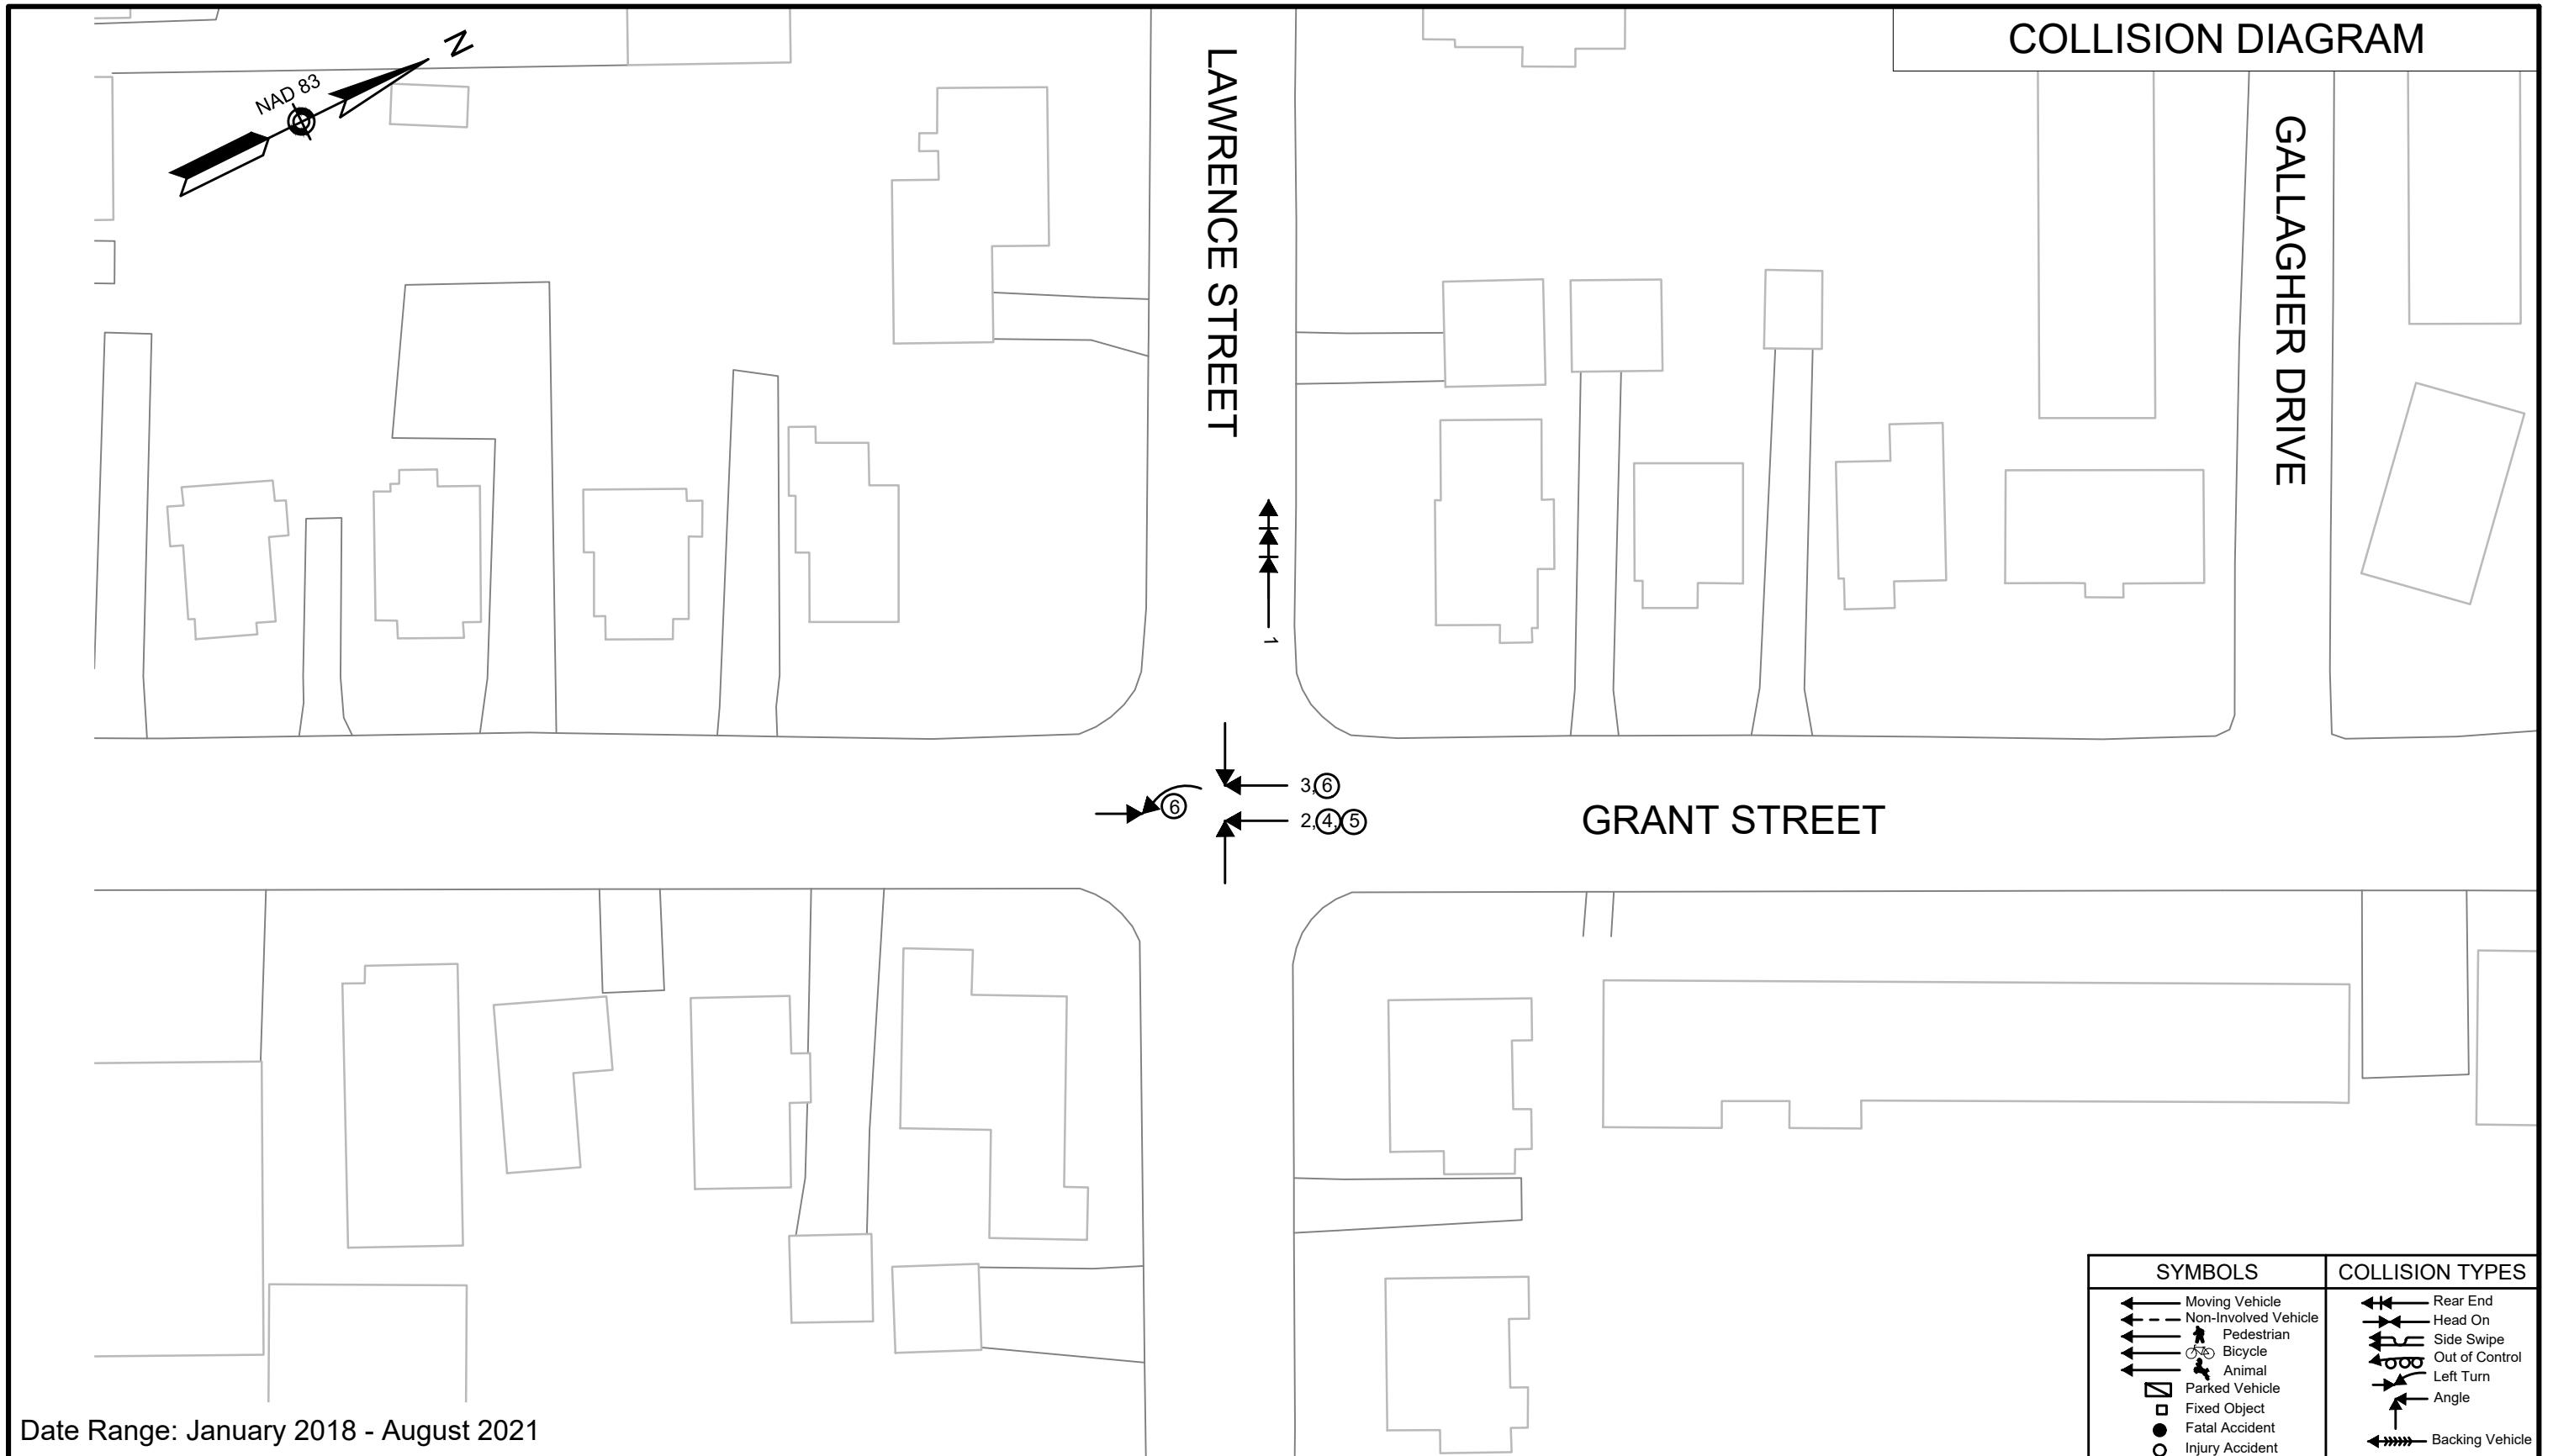 COLLISION DIAGRAM
N
NAD 83
LAWRENCE STREET
GALLAGHER DRIVE
1
3,6
6
2,4,5
GRANT STREET
SYMBOLS
Moving Vehicle
Non-Involved Vehicle
Pedestrian
Bicycle
Animal
Parked Vehicle
Fixed Object
Fatal Accident
Injury Accident
COLLISION TYPES
Rear End
Head On
Side Swipe
Out of Control
Left Turn
Angle
Backing Vehicle
Date Range: January 2018 - August 2021